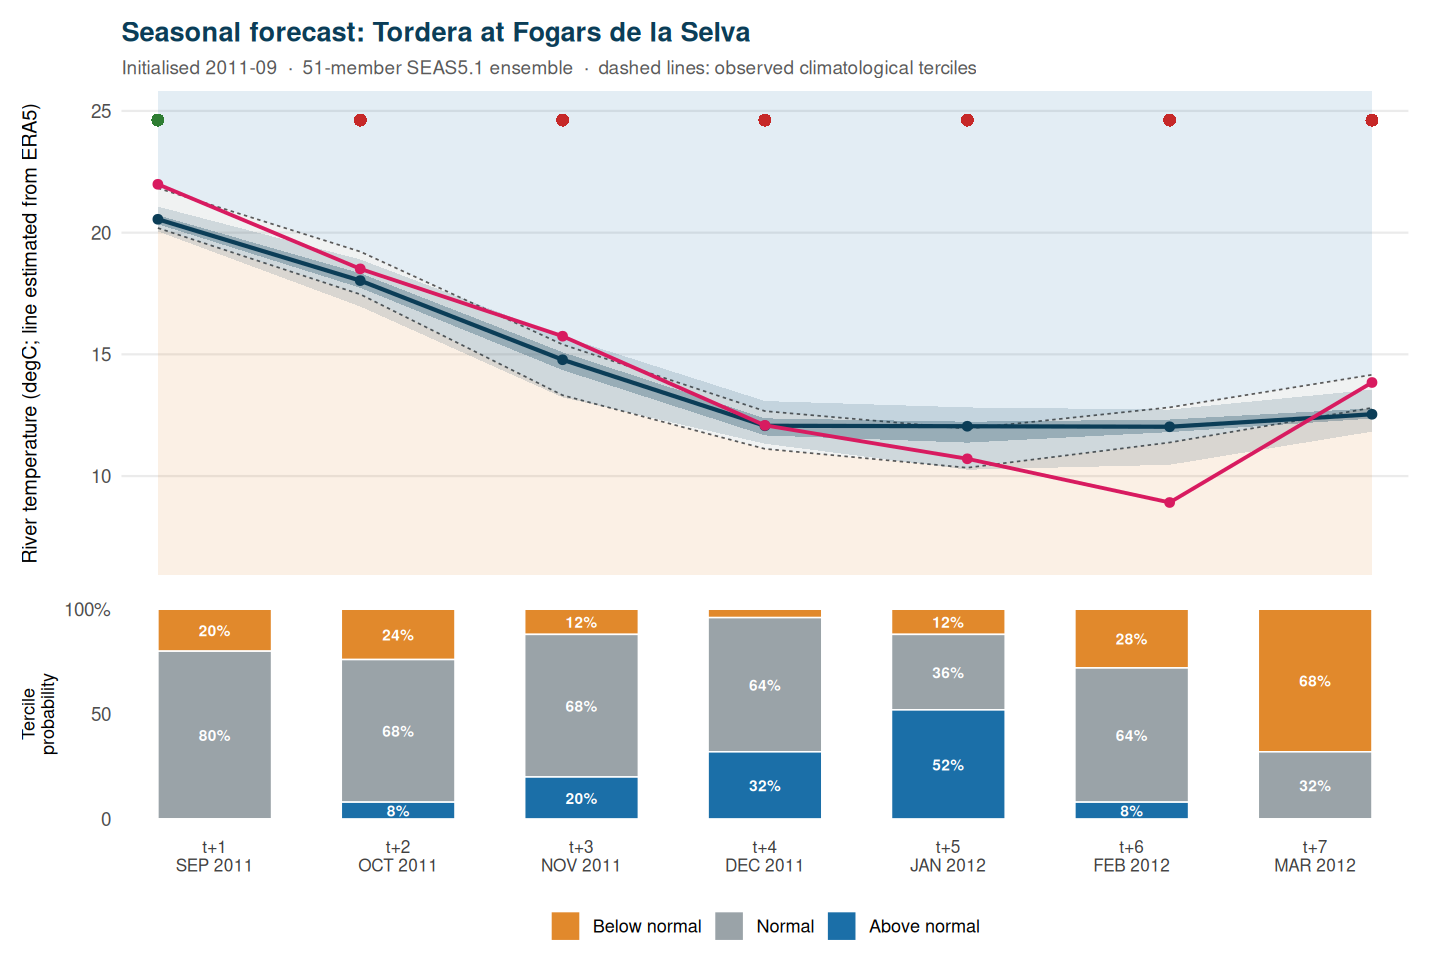 Seasonal forecast: Tordera at Fogars de la Selva
Initialised 2011-09 · 51-member SEAS5.1 ensemble · dashed lines: observed climatological terciles
River temperature (degC; line estimated from ERA5)
25
20
15
10
Tercile
probability
100%
50
0
20%
80%
24%
68%
8%
12%
68%
20%
64%
32%
12%
36%
52%
28%
64%
8%
68%
32%
t+1
SEP 2011
t+2
OCT 2011
t+3
NOV 2011
t+4
DEC 2011
t+5
JAN 2012
t+6
FEB 2012
t+7
MAR 2012
Below normal
Normal
Above normal